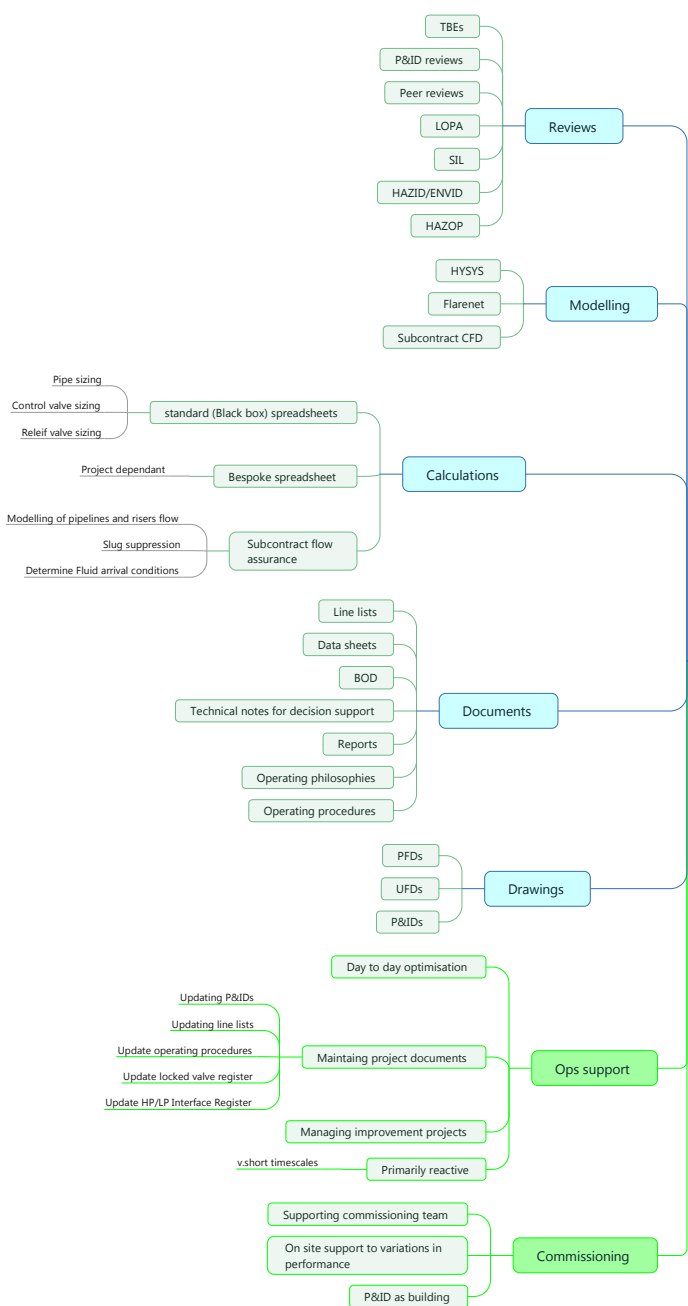 TBEs
P&ID reviews
Peer reviews
LOPA
SIL
HAZID/ENVID
HAZOP
Reviews
HYSYS
Flarenet
Subcontract CFD
Modelling
Pipe sizing
Control valve sizing
Releif valve sizing
standard (Black box) spreadsheets
Project dependant
Bespoke spreadsheet
Modelling of pipelines and risers flow
Slug suppression
Determine Fluid arrival conditions
Subcontract flow
assurance
Calculations
Line lists
Data sheets
BOD
Technical notes for decision support
Reports
Operating philosophies
Operating procedures
Documents
PFDs
UFDs
P&IDs
Drawings
Day to day optimisation
Updating P&IDs
Updating line lists
Update operating procedures
Update locked valve register
Update HP/LP Interface Register
Maintaing project documents
Managing improvement projects
v.short timescales
Primarily reactive
Ops support
Supporting commissioning team
On site support to variations in
performance
P&ID as building
Commissioning